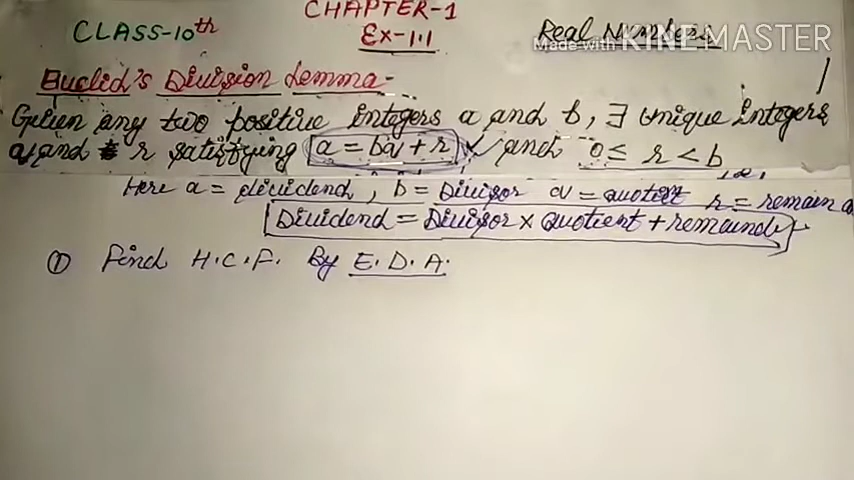 CHAPTER-1
CLASS-10th Ex-1.1 Real Numbers
Made with KINEMASTER
Euclid's Division Lemma-
Given any two positive Integers a and b, ∃ unique Integers
q and r satisfying a = bq + r and 0 ≤ r < b
Here a = dividend, b = Divisor q = quotient r = remain
Dividend = Divisor × quotient + remainder
① Find H.C.F. By E.D.A.